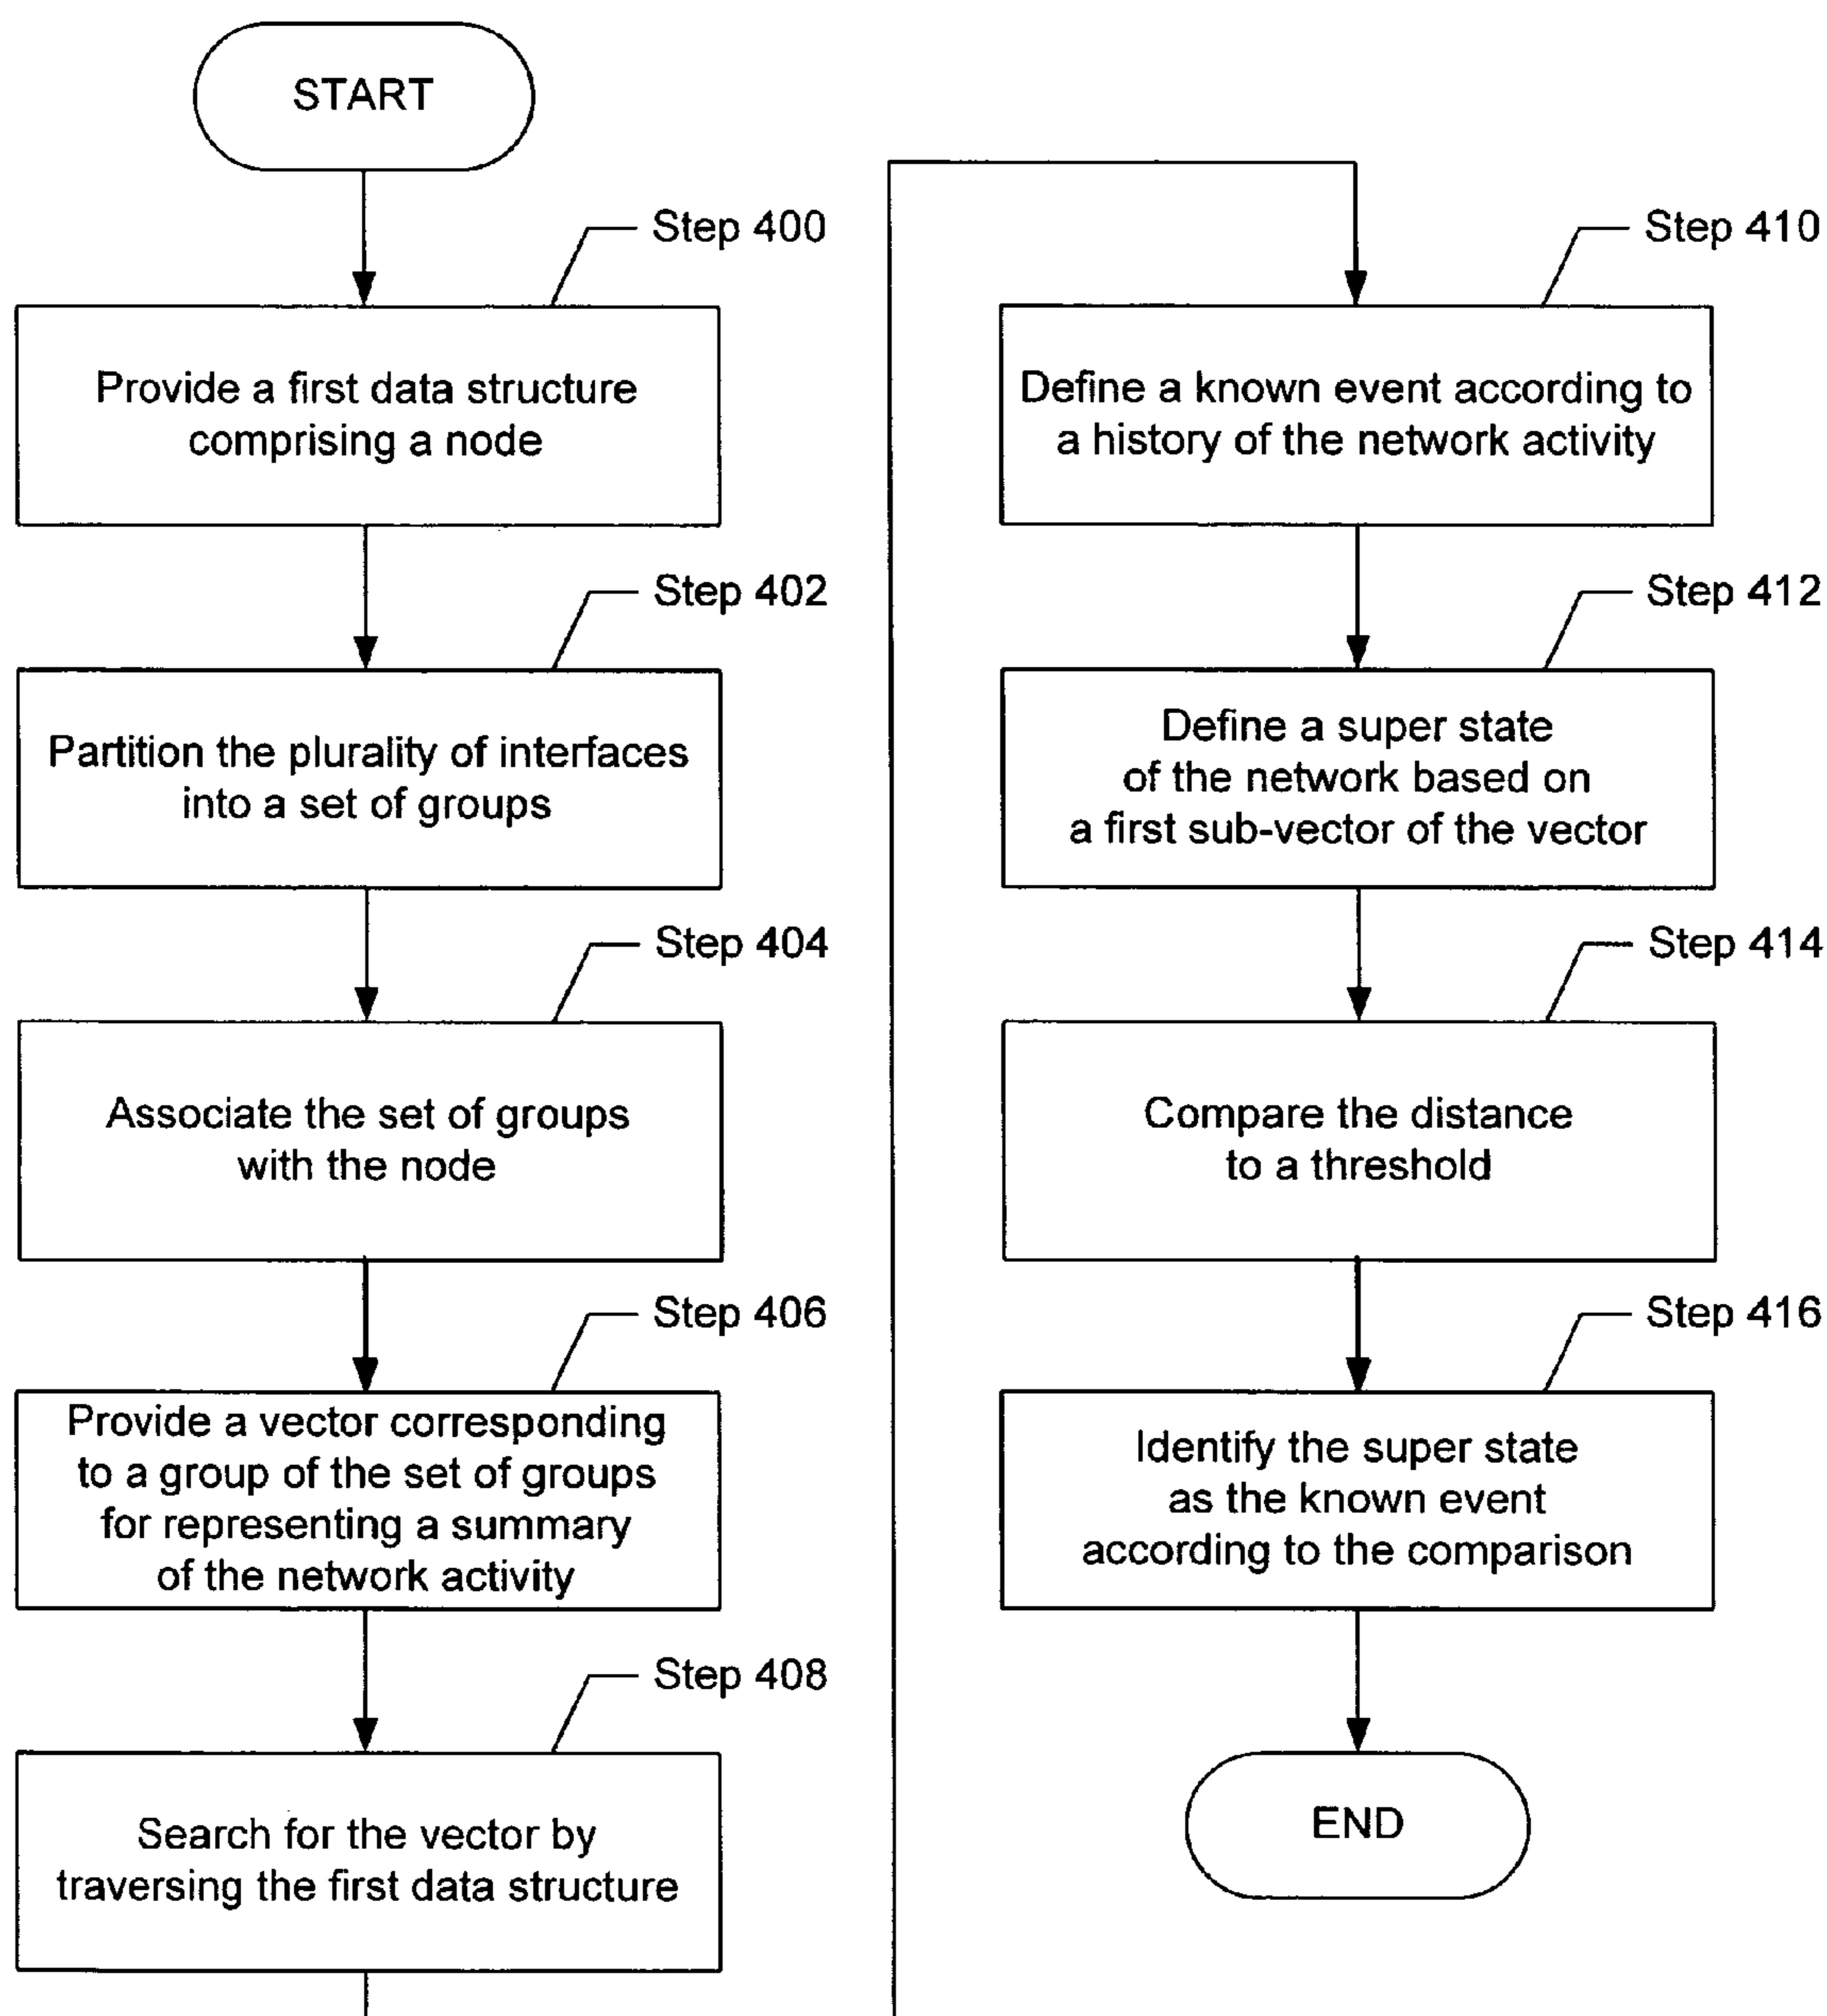 START
Step 400
Provide a first data structure
comprising a node
Step 402
Partition the plurality of interfaces
into a set of groups
Step 404
Associate the set of groups
with the node
Step 406
Provide a vector corresponding
to a group of the set of groups
for representing a summary
of the network activity
Step 408
Search for the vector by
traversing the first data structure
Step 410
Define a known event according to
a history of the network activity
Step 412
Define a super state
of the network based on
a first sub-vector of the vector
Step 414
Compare the distance
to a threshold
Step 416
Identify the super state
as the known event
according to the comparison
END